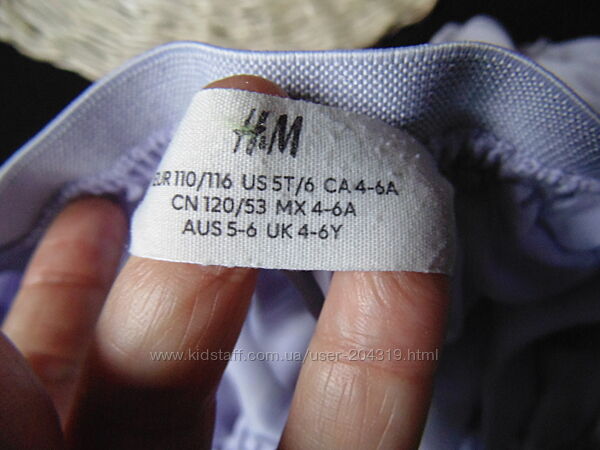 H&M
EUR 110/116 US 5T/6 CA 4-6A
CN 120/53 MX 4-6A
AUS 5-6 UK 4-6Y
www.kidstaff.com.ua/user-204319.html